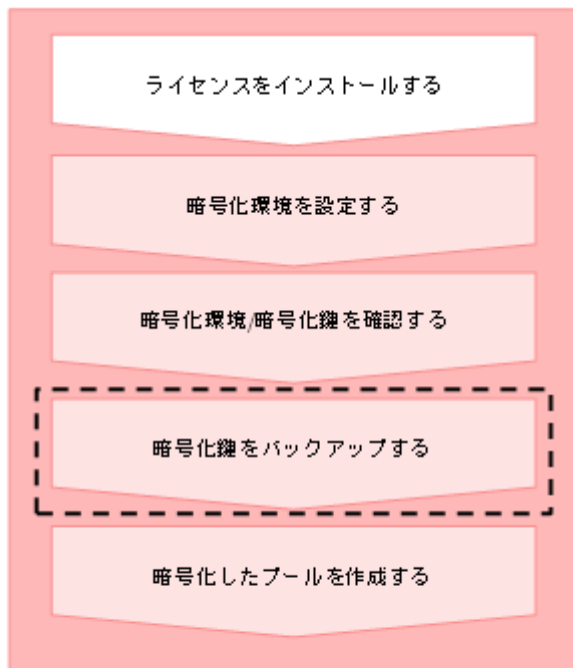 ライセンスをインストールする
暗号化環境を設定する
暗号化環境/暗号化鍵を確認する
暗号化鍵をバックアップする
暗号化したプールを作成する